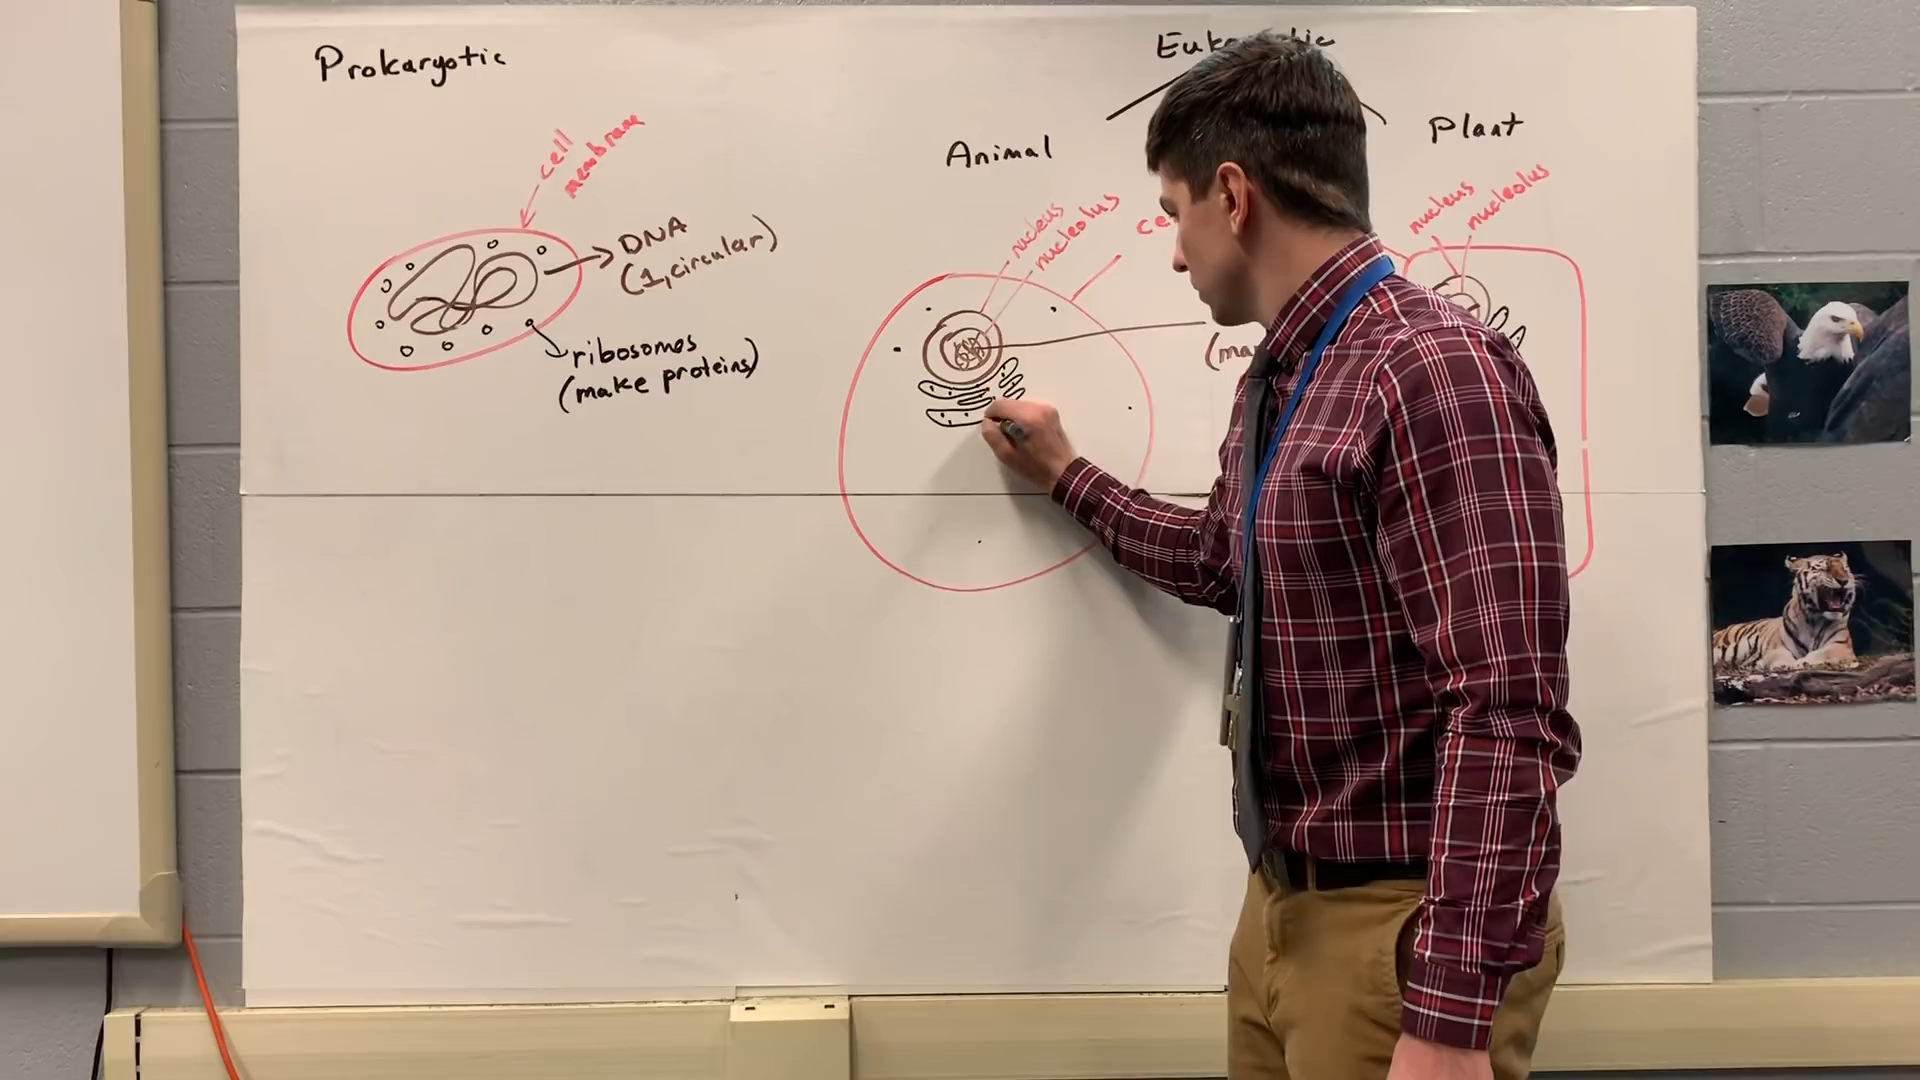 Prokaryotic
cell
membrane
DNA
(1, circular)
ribosomes
(make proteins)
Animal
nucleus
nucleolus
Plant
nucleus
nucleolus